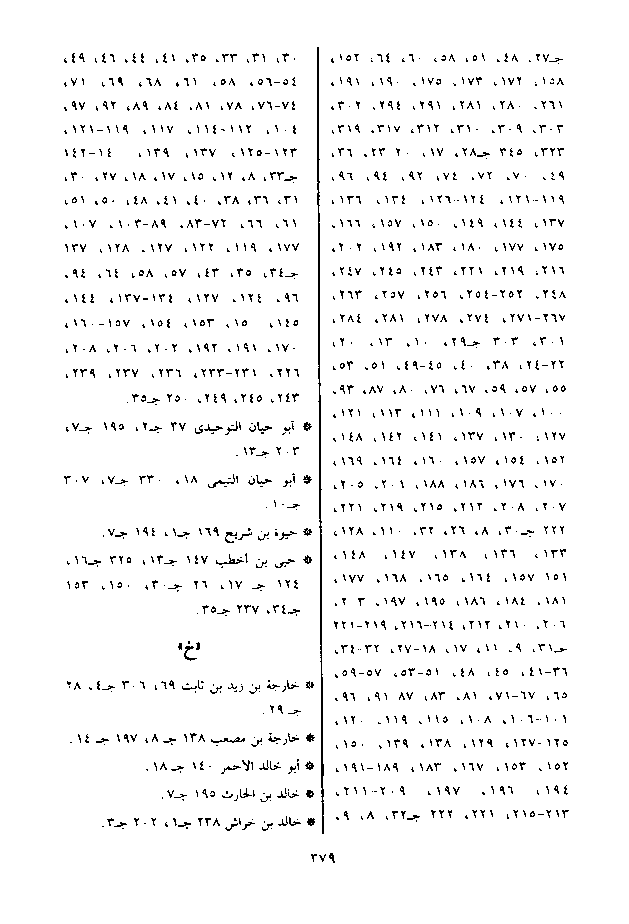 جـ٢٧. ٤٨، ٥١، ٥٨، ٦٠، ٦٤، ١٥٢،
١٥٨، ١٧٢، ١٧٣، ١٧٥، ١٩٠، ١٩١،
٢٦١، ٢٨٠، ٢٨١، ٢٩١، ٢٩٤، ٣٠٢،
٣٠٣، ٣٠٩، ٣١٠، ٣١٢، ٣١٧، ٣١٩،
٣٢٣، ٣٤٥ جـ٢٨، ١٧، ٢٠ ٢٣، ٣٦،
٤٩، ٧٠، ٧٢، ٧٤، ٩٢، ٩٤، ٩٦،
١١٩-١٢١، ١٢٤-١٢٦، ١٣٤، ١٣٦،
١٣٧، ١٤٤، ١٤٩، ١٥٠، ١٥٧، ١٦٦،
١٧٥، ١٧٧، ١٨٠، ١٨٣، ١٩٢، ٢٠٢،
٢١٦، ٢١٩، ٢٢١، ٢٤٣، ٢٤٥، ٢٤٧،
٢٤٨، ٢٥٢-٢٥٤، ٢٥٦، ٢٥٧، ٢٦٣،
٢٦٧-٢٧١، ٢٧٤، ٢٧٨، ٢٨١، ٢٨٤،
٣٠١، ٣٠٣ جـ٢٩، ١٠، ١٣، ٢٠،
٢٢-٢٤، ٣٨، ٤٠، ٤٥-٤٩، ٥١، ٥٣،
٥٥، ٥٧، ٥٩، ٦٧، ٧٦، ٨٠، ٨٧، ٩٣،
١٠٠، ١٠٧، ١٠٩، ١١١، ١١٣، ١٢١،
١٢٧، ١٣٠، ١٣٧، ١٤١، ١٤٢، ١٤٨،
١٥٢، ١٥٤، ١٥٧، ١٦٠، ١٦٤، ١٦٩،
١٧٠، ١٧٦، ١٨٦، ١٨٨، ٢٠١، ٢٠٥،
٢٠٧، ٢٠٨، ٢١٢، ٢١٥، ٢١٩، ٢٢١،
٢٢٢ جـ٣٠، ٨، ٢٦، ٣٢، ١١٠، ١٢٨،
١٣٣، ١٣٦، ١٣٨، ١٤٧، ١٤٨،
١٥١ ١٥٧، ١٦٤، ١٦٥، ١٦٨، ١٧٧،
١٨١، ١٨٤، ١٨٦، ١٩٥، ١٩٧، ٣ ٢،
٢٠٦، ٢١٠، ٢١٢، ٢١٤-٢١٦، ٢١٩-٢٢١
جـ٣١، ٩، ١١، ١٧، ١٨-٢٧، ٣٢-٣٤،
٣٦-٤١، ٤٥، ٤٨، ٥١-٥٣، ٥٧-٥٩،
٦٥، ٦٧-٧١، ٨١، ٨٣، ٨٧ ٩١، ٩٦،
١٠١-١٠٦، ١٠٨، ١١٥، ١١٩، ١٢٠،
١٢٥-١٢٧، ١٢٩، ١٣٨، ١٣٩، ١٥٠،
١٥٢، ١٥٣، ١٦٧، ١٨٣، ١٨٩-١٩١،
١٩٤، ١٩٦، ١٩٧، ٢٠٩-٢١١،
٢١٣-٢١٥، ٢٢١، ٢٢٢ جـ٣٢، ٨، ٩،
٣٠، ٣١، ٣٣، ٣٥، ٤١، ٤٤، ٤٦، ٤٩،
٥٤-٥٦، ٥٨، ٦١، ٦٨، ٦٩، ٧١،
٧٤-٧٦، ٧٨، ٨١، ٨٤، ٨٩، ٩٢، ٩٧،
١٠٤، ١١٢-١١٤، ١١٧، ١١٩-١٢١،
١٢٣-١٢٥، ١٣٧، ١٣٩، ١٤-١٤٢
جـ٣٣، ٨، ١٢، ١٥، ١٧، ١٨، ٢٧، ٣٠،
٣١، ٣٦، ٣٨، ٤٠، ٤١، ٤٨، ٥٠، ٥١،
٦١، ٦٦، ٧٢-٨٣، ٨٩-١٠٣، ١٠٧،
١٧٧، ١١٩، ١٢٢، ١٢٧، ١٢٨، ١٣٧
جـ٣٤، ٣٥، ٤٣، ٥٧، ٥٨، ٦٤، ٩٤،
٩٦، ١٢٤، ١٢٧، ١٣٤-١٣٧، ١٤٤،
١٤٥، ١٥، ١٥٣، ١٥٤، ١٥٧-١٦٠،
١٧٠، ١٩١، ١٩٢، ٢٠٢، ٢٠٦، ٢٠٨،
٢٢٦، ٢٣١-٢٣٣، ٢٣٦، ٢٣٧، ٢٣٩،
٢٤٣، ٢٤٥، ٢٤٩، ٢٥٠ جـ٣٥.
* أبو حيان التوحيدى ٣٧ جـ٢، ١٩٥ جـ٧،
٢٠٣ جـ١٣.
* أبو حيان التيمى ١٨، ٣٣٠ جـ٧، ٣٠٧
جـ١٠.
* حيوة بن شريح ١٦٩ جـ١، ١٩٤ جـ٧.
* حيى بن أخطب ١٤٧ جـ١٣، ٣٢٥ جـ١٦،
١٢٤ جـ ١٧، ٢٦ جـ٣٠، ١٥٠، ١٥٣
جـ٣٤، ٢٣٧ جـ٣٥.
«خ»
* خارجة بن زيد بن ثابت ٦٩، ٣٠٦ جـ٤، ٢٨
جـ٢٩.
* خارجة بن مصعب ١٣٨ جـ٨، ١٩٧ جـ١٤.
* أبو خالد الأحمر ١٤٠ جـ١٨.
* خالد بن الحارث ١٩٥ جـ٧.
* خالد بن خراش ٢٣٨ جـ٦، ٢٠٢ جـ٣.
٣٧٩